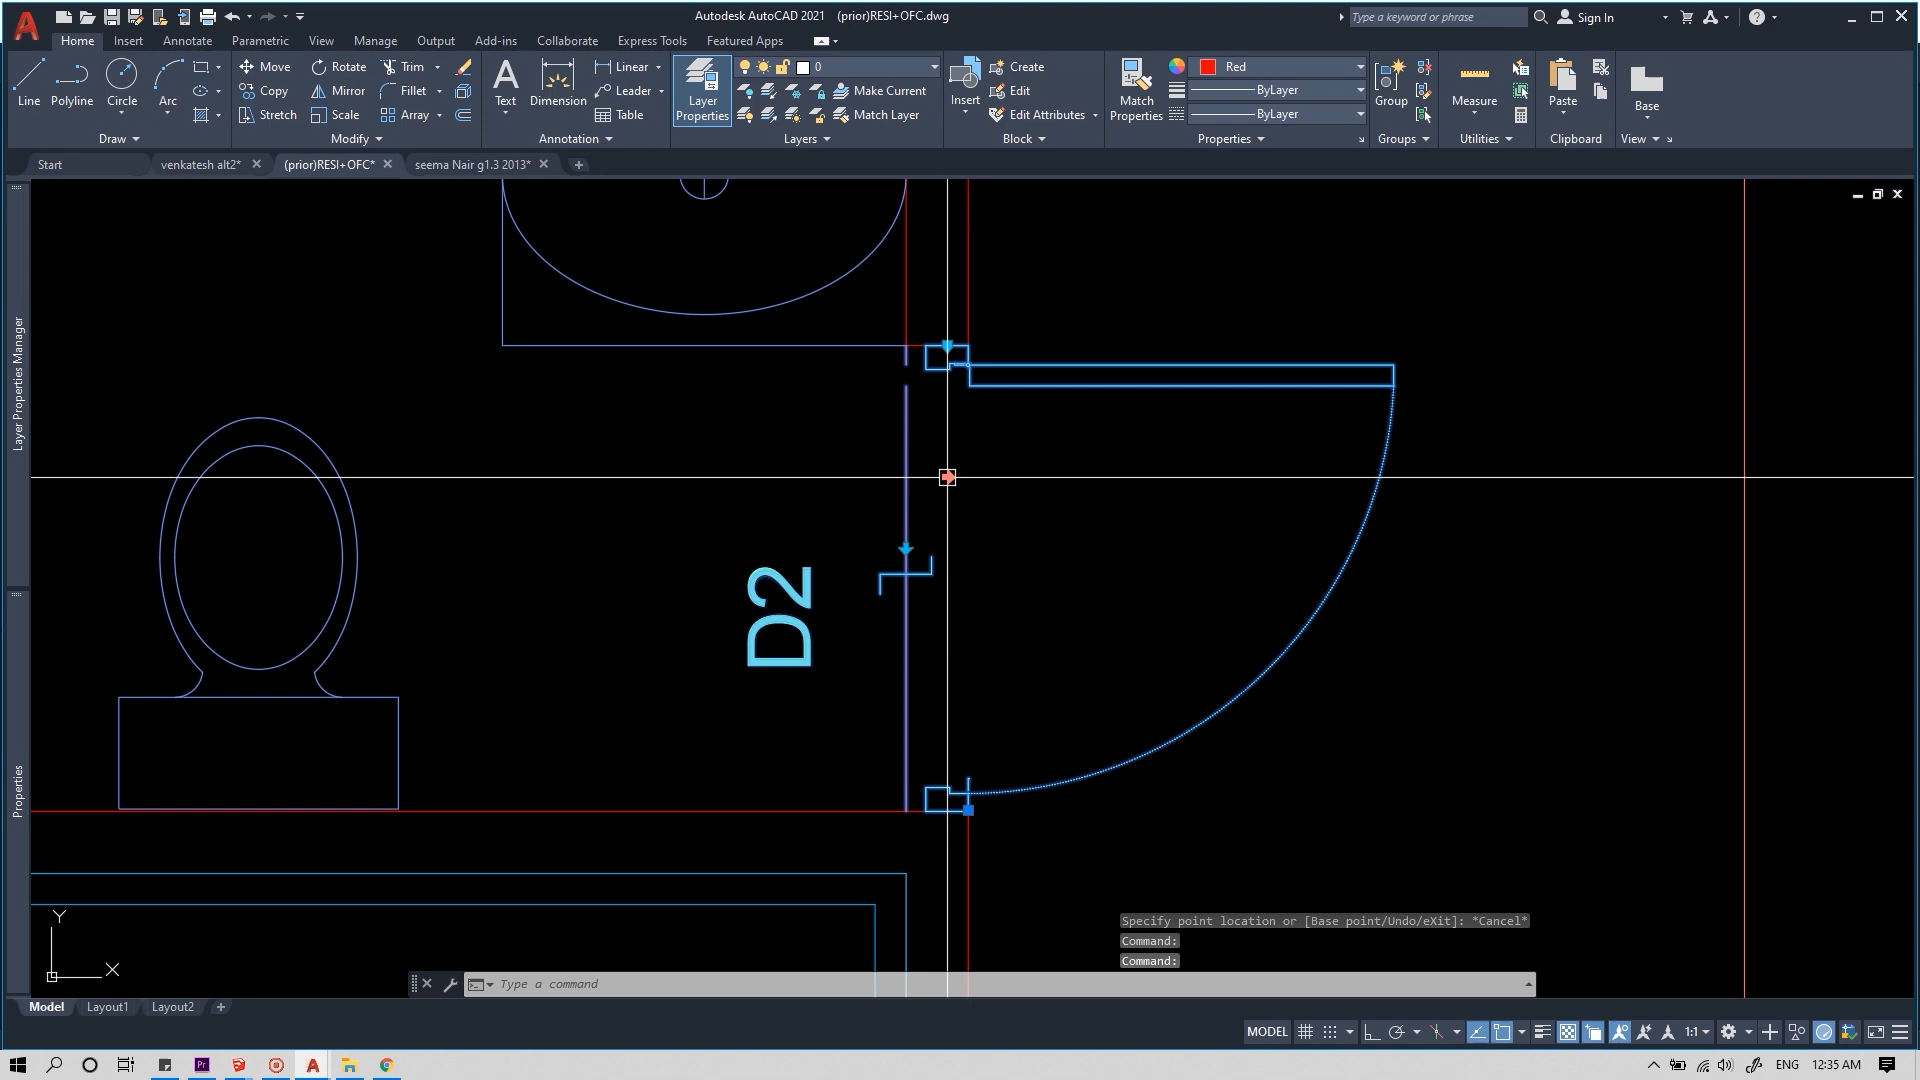 Autodesk AutoCAD 2021 (prior)RESI+OFC.dwg
Type a keyword or phrase
Sign In
Home Insert Annotate Parametric View Manage Output Add-ins Collaborate Express Tools Featured Apps
Line Polyline Circle Arc
Move Rotate Trim
Copy Mirror Fillet
Stretch Scale Array
Text Dimension
Linear
Leader
Table
Layer Properties
0
Make Current
Match Layer
Insert
Create
Edit
Edit Attributes
Match Properties
Red
ByLayer
ByLayer
Group
Measure
Paste
Base
Draw Modify Annotation Layers Block Properties Groups Utilities Clipboard View
Start venkatesh alt2* (prior)RESI+OFC* seema Nair g1.3 2013*
Layer Properties Manager
Properties
D2
Y
X
Specify point location or [Base point/Undo/eXit]: *Cancel*
Command:
Command:
Type a command
Model Layout1 Layout2
MODEL 1:1
Pr
ENG 12:35 AM